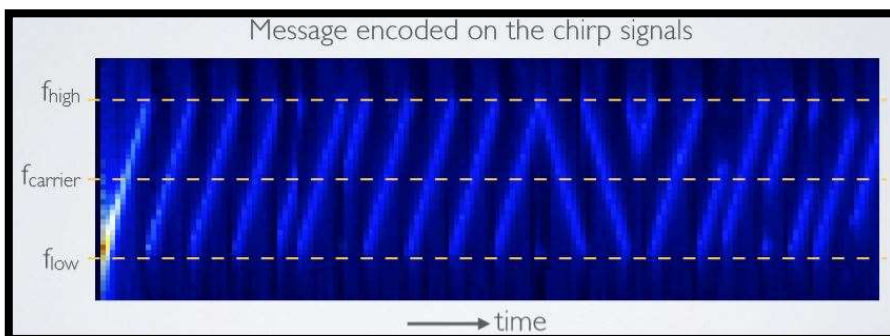 Message encoded on the chirp signals
fhigh
fcarrier
flow
time